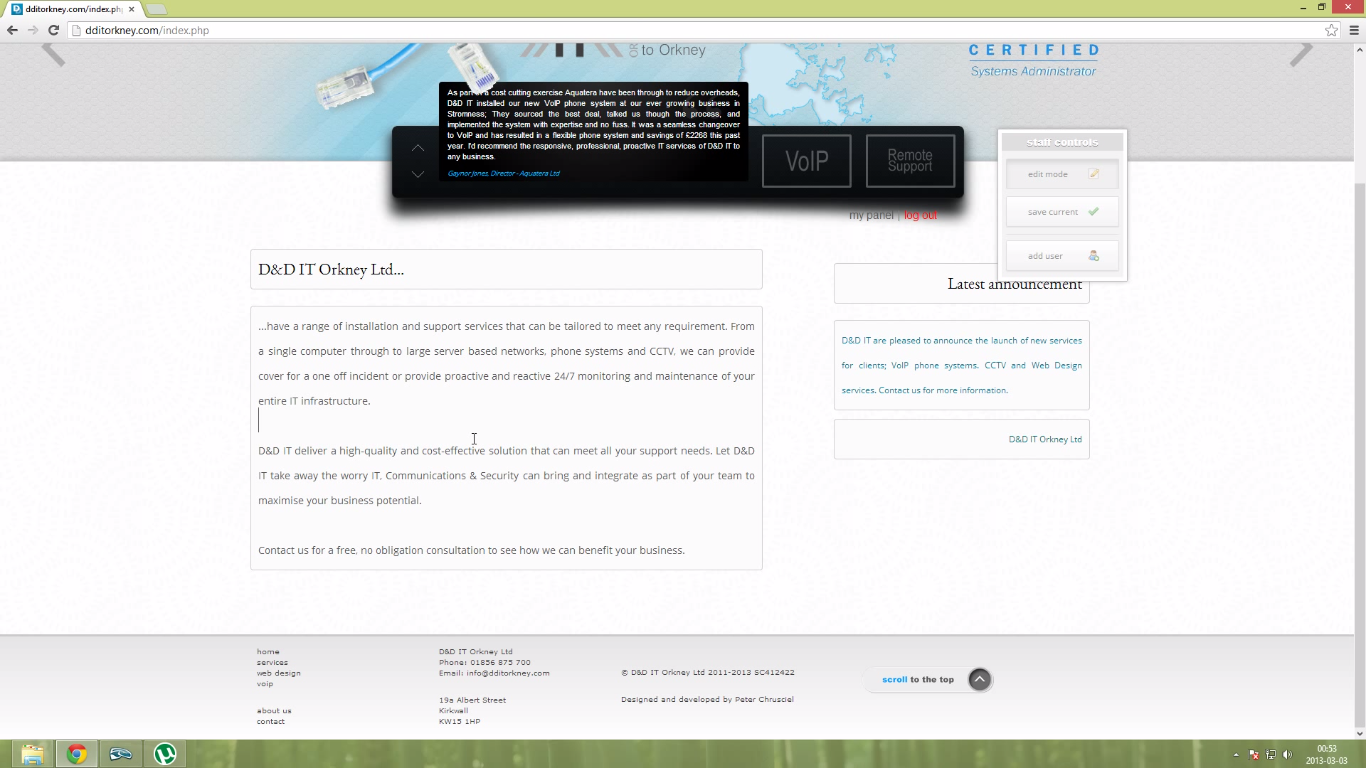 dditorkney.com/index.ph
dditorkney.com/index.php
IT
OR
to Orkney
CERTIFIED
Systems Administrator
As part of a cost cutting exercise Aquatera have been through to reduce overheads,
D&D IT installed our new VoIP phone system at our ever growing business in
Stromness; They sourced the best deal, talked us though the process, and
implemented the system with expertise and no fuss. It was a seamless changeover
to VoIP and has resulted in a flexible phone system and savings of £2268 this past
year. I'd recommend the responsive, professional, proactive IT services of D&D IT to
any business.
Gaynor Jones, Director - Aquatera Ltd
VoIP
Remote
Support
staff controls
edit mode
save current
add user
my panel | log out
D&D IT Orkney Ltd...
Latest announcement
...have a range of installation and support services that can be tailored to meet any requirement. From
a single computer through to large server based networks, phone systems and CCTV, we can provide
cover for a one off incident or provide proactive and reactive 24/7 monitoring and maintenance of your
entire IT infrastructure.
D&D IT deliver a high-quality and cost-effective solution that can meet all your support needs. Let D&D
IT take away the worry IT, Communications & Security can bring and integrate as part of your team to
maximise your business potential.
Contact us for a free, no obligation consultation to see how we can benefit your business.
D&D IT are pleased to announce the launch of new services
for clients; VoIP phone systems, CCTV and Web Design
services. Contact us for more information.
D&D IT Orkney Ltd
home
services
web design
voip
about us
contact
D&D IT Orkney Ltd
Phone: 01856 875 700
Email: info@dditorkney.com
19a Albert Street
Kirkwall
KW15 1HP
© D&D IT Orkney Ltd 2011-2013 SC412422
Designed and developed by Peter Chrusciel
scroll to the top
00:53
2013-03-03